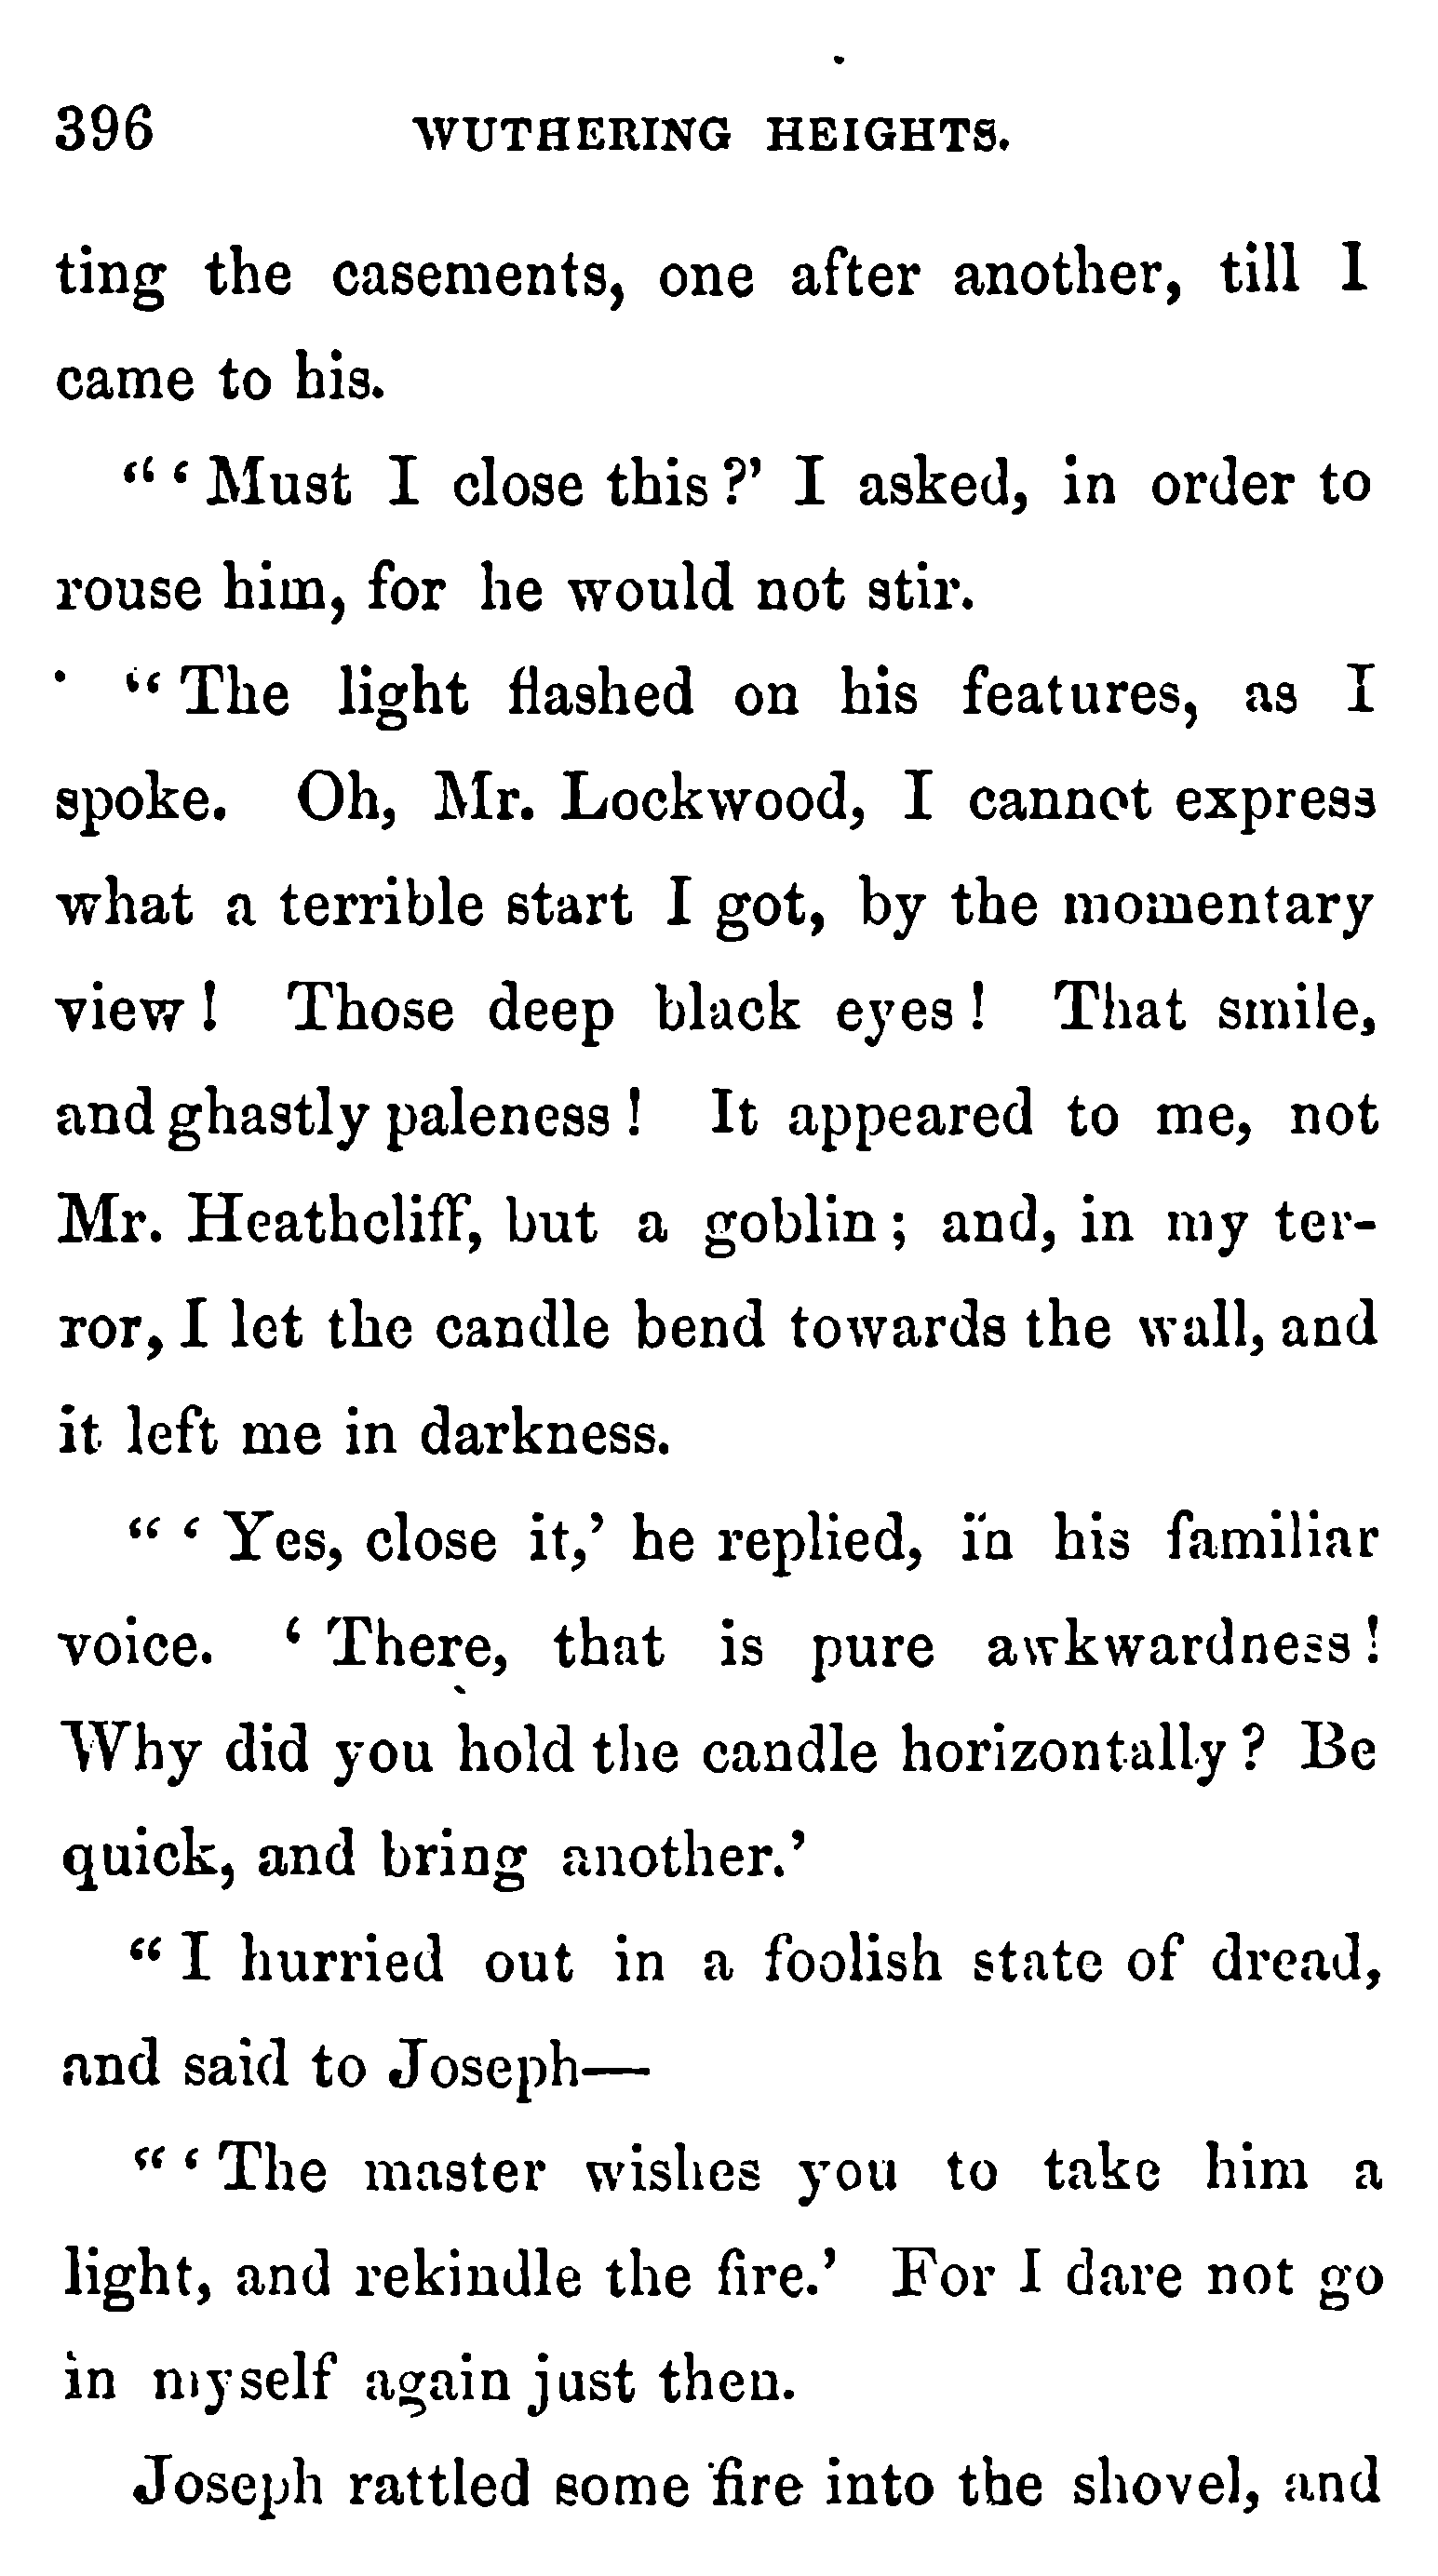 396 WUTHERING HEIGHTS.
ting the casements, one after another, till I
came to his.
“‘Must I close this?’ I asked, in order to
rouse him, for he would not stir.
“The light flashed on his features, as I
spoke. Oh, Mr. Lockwood, I cannot express
what a terrible start I got, by the momentary
view! Those deep black eyes! That smile,
and ghastly paleness! It appeared to me, not
Mr. Heathcliff, but a goblin; and, in my ter-
ror, I let the candle bend towards the wall, and
it left me in darkness.
“‘Yes, close it,’ he replied, in his familiar
voice. ‘There, that is pure awkwardness!
Why did you hold the candle horizontally? Be
quick, and bring another.’
“I hurried out in a foolish state of dread,
and said to Joseph—
“‘The master wishes you to take him a
light, and rekindle the fire.’ For I dare not go
in myself again just then.
Joseph rattled some fire into the shovel, and